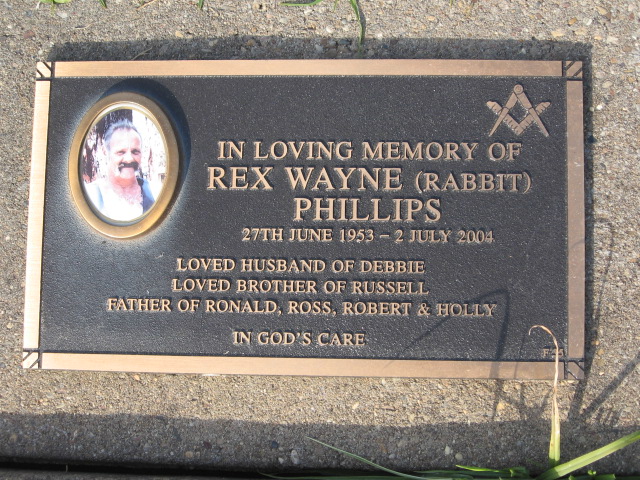 IN LOVING MEMORY OF
REX WAYNE (RABBIT)
PHILLIPS
27TH JUNE 1953 - 2 JULY 2004
LOVED HUSBAND OF DEBBIE
LOVED BROTHER OF RUSSELL
FATHER OF RONALD, ROSS, ROBERT & HOLLY
IN GOD'S CARE